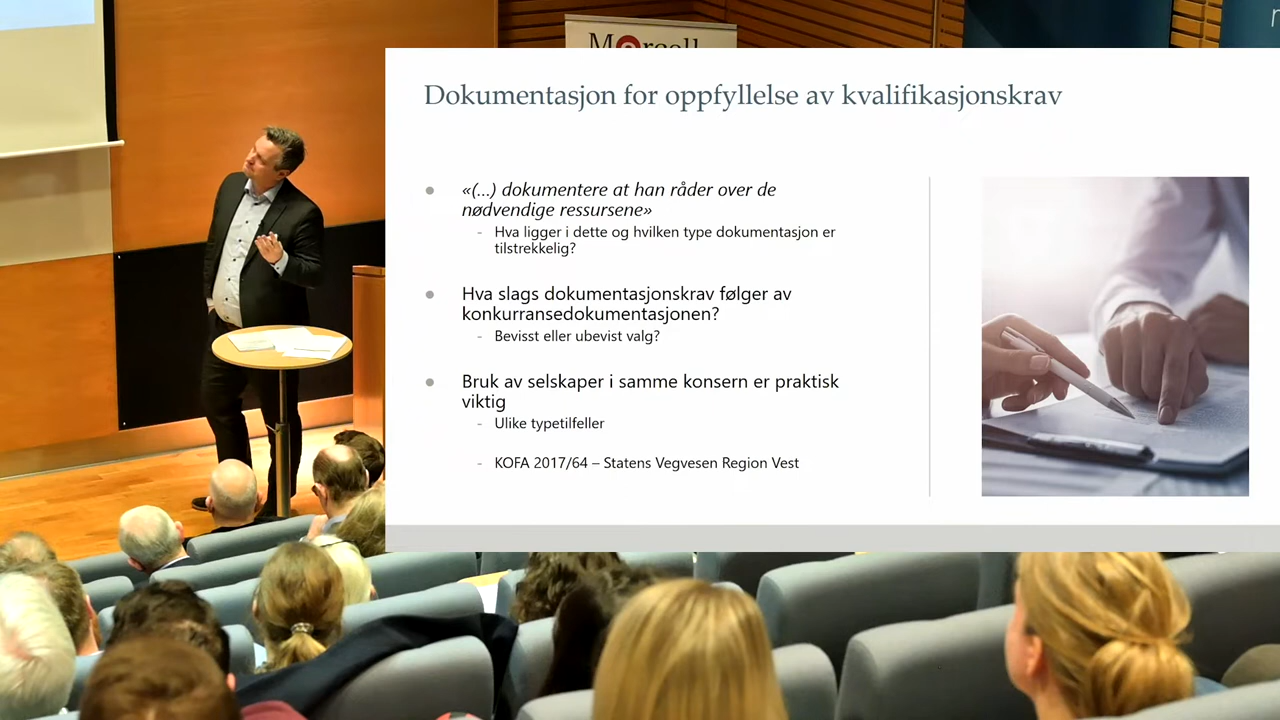 Dokumentasjon for oppfyllelse av kvalifikasjonskrav
«(…) dokumentere at han råder over de
nødvendige ressursene»
- Hva ligger i dette og hvilken type dokumentasjon er
tilstrekkelig?
Hva slags dokumentasjonskrav følger av
konkurransedokumentasjonen?
- Bevisst eller ubevist valg?
Bruk av selskaper i samme konsern er praktisk
viktig
- Ulike typetilfeller
- KOFA 2017/64 – Statens Vegvesen Region Vest